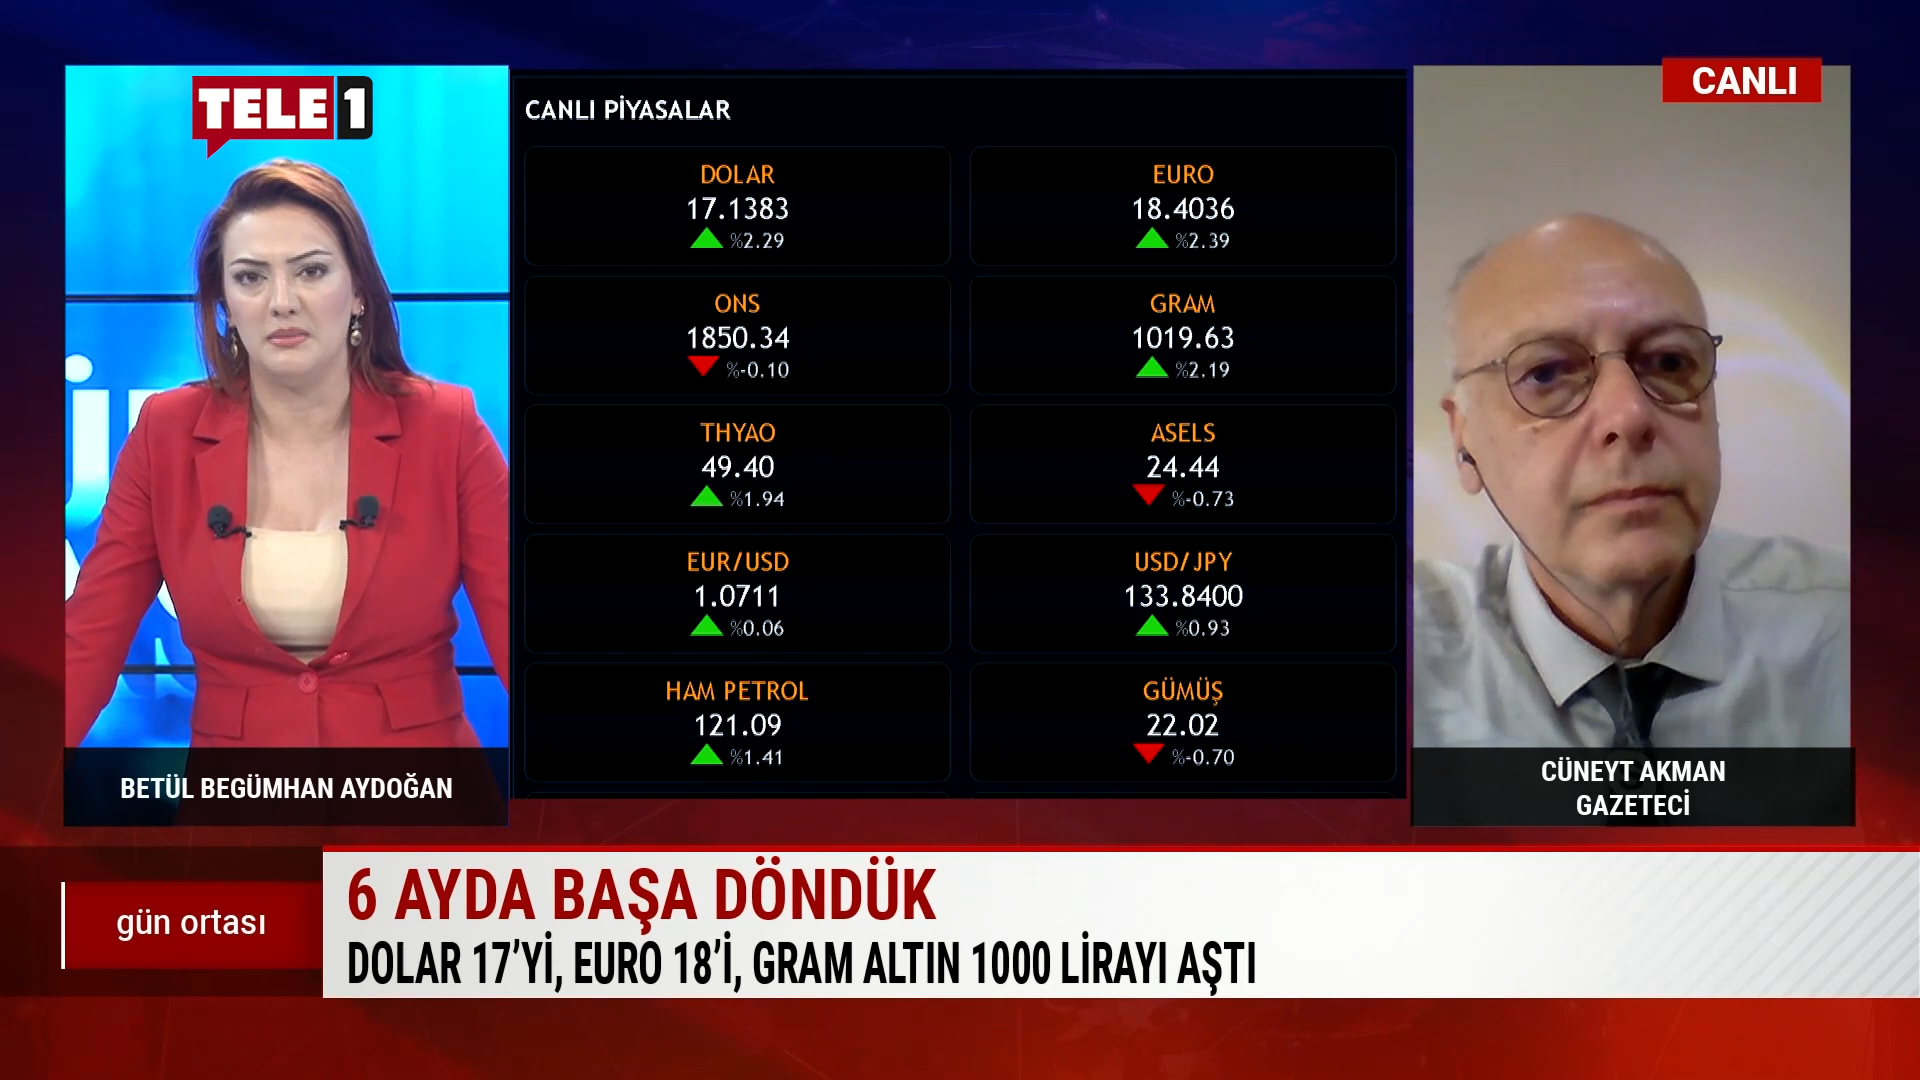 TELE1
CANLI
CANLI PİYASALAR
DOLAR
17.1383
%2.29
EURO
18.4036
%2.39
ONS
1850.34
%-0.10
GRAM
1019.63
%2.19
THYAO
49.40
%1.94
ASELS
24.44
%-0.73
EUR/USD
1.0711
%0.06
USD/JPY
133.8400
%0.93
HAM PETROL
121.09
%1.41
GÜMÜŞ
22.02
%-0.70
BETÜL BEGÜMHAN AYDOĞAN
CÜNEYT AKMAN
GAZETECİ
gün ortası
6 AYDA BAŞA DÖNDÜK
DOLAR 17'Yİ, EURO 18'İ, GRAM ALTIN 1000 LİRAYI AŞTI